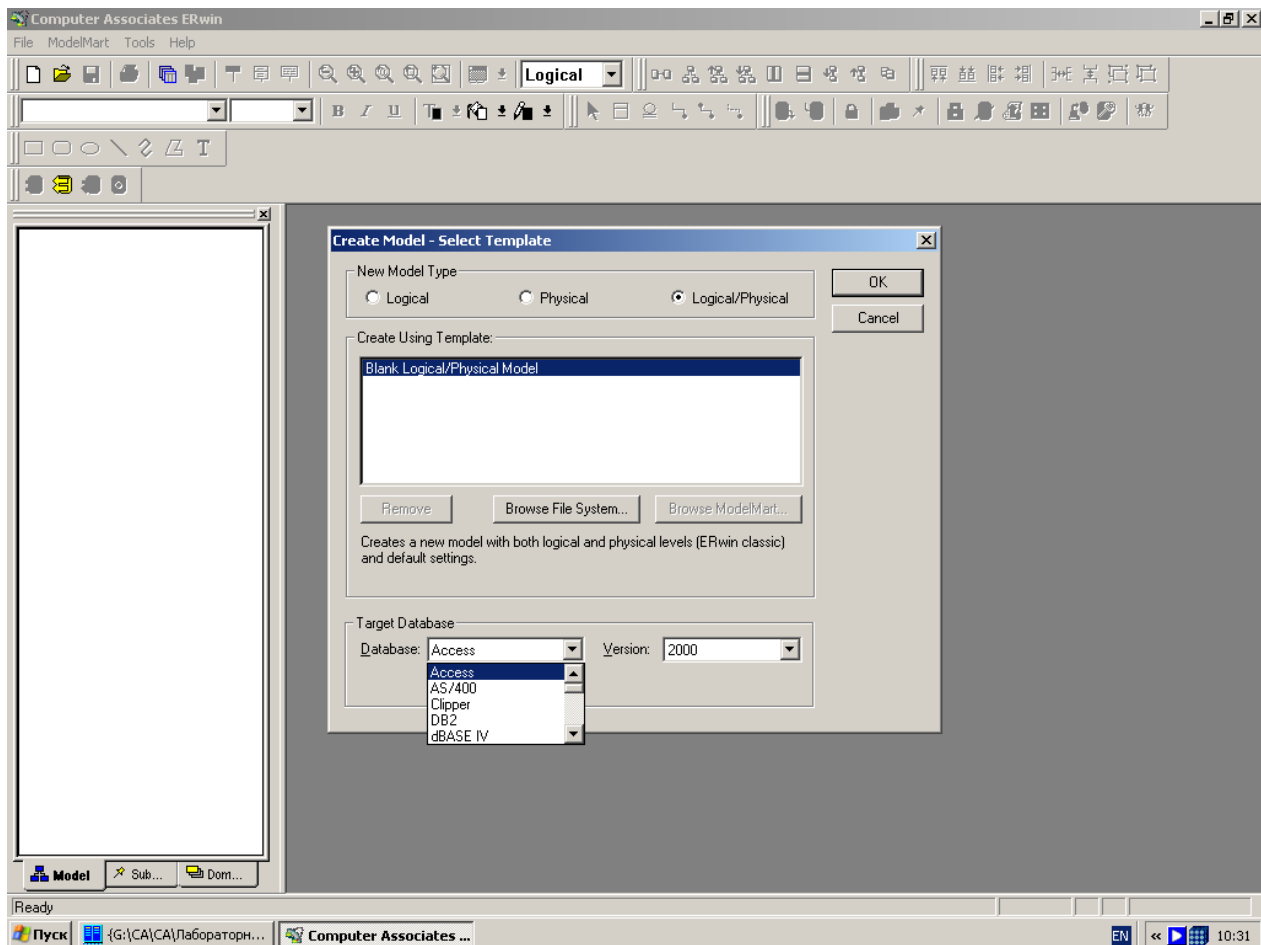 Computer Associates ERwin
File ModelMart Tools Help
Logical
B I U T
T
Create Model - Select Template
New Model Type
Logical Physical Logical/Physical
OK
Cancel
Create Using Template:
Blank Logical/Physical Model
Remove Browse File System... Browse ModelMart...
Creates a new model with both logical and physical levels (ERwin classic)
and default settings.
Target Database
Database: Access Version: 2000
Access
AS/400
Clipper
DB2
dBASE IV
Model Sub... Dom...
Ready
Пуск {G:\CA\CA\Лабораторн... Computer Associates ... EN « 10:31